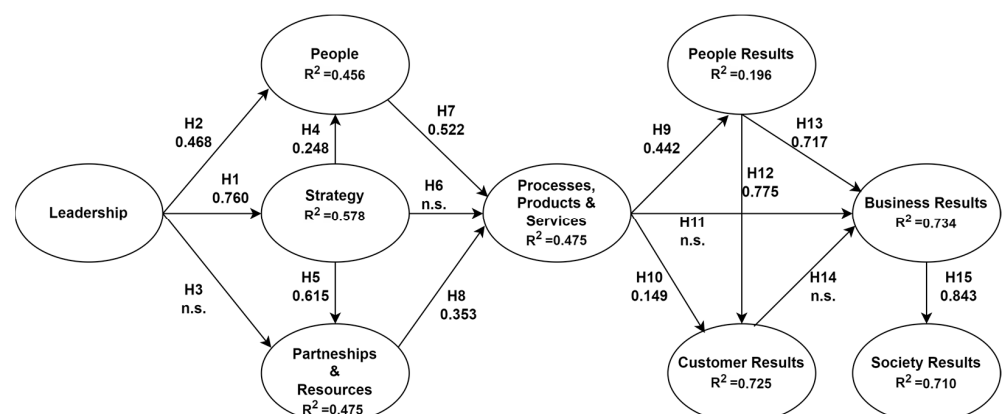 People
R² =0.456
People Results
R² =0.196
H2
0.468
H4
0.248
H7
0.522
H9
0.442
H13
0.717
H12
0.775
Leadership
H1
0.760
Strategy
R² =0.578
H6
n.s.
Processes,
Products &
Services
R² =0.475
H11
n.s.
Business Results
R² =0.734
H3
n.s.
H5
0.615
H8
0.353
H10
0.149
H14
n.s.
H15
0.843
Partneships
&
Resources
R² =0.475
Customer Results
R² =0.725
Society Results
R² =0.710